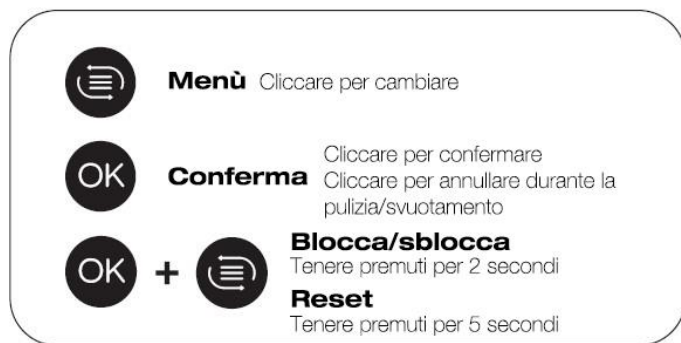 Menù Cliccare per cambiare
OK
Conferma
Cliccare per confermare
Cliccare per annullare durante la
pulizia/svuotamento
OK +
Blocca/sblocca
Tenere premuti per 2 secondi
Reset
Tenere premuti per 5 secondi